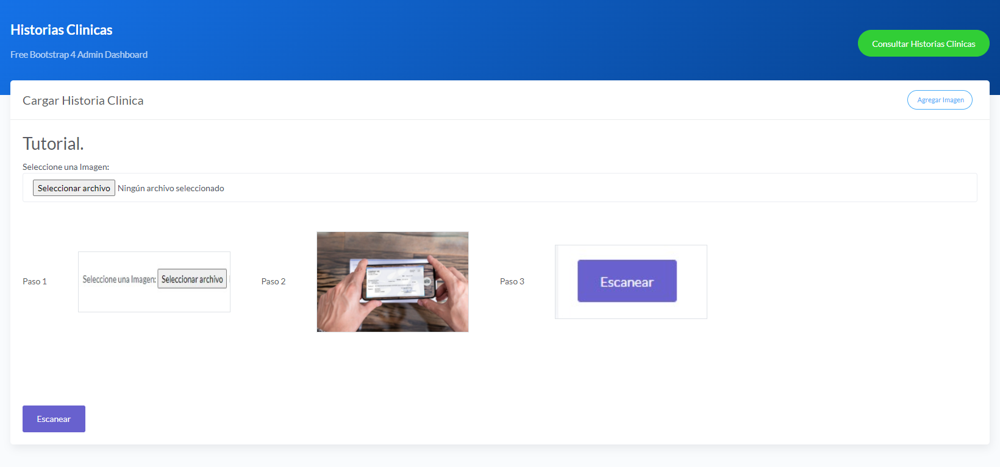 Historias Clinicas
Free Bootstrap 4 Admin Dashboard
Consultar Historias Clinicas
Cargar Historia Clinica
Agregar Imagen
Tutorial.
Seleccione una Imagen:
Seleccionar archivo Ningún archivo seleccionado
Paso 1
Seleccione una Imagen: Seleccionar archivo
Paso 2
Paso 3
Escanear
Escanear